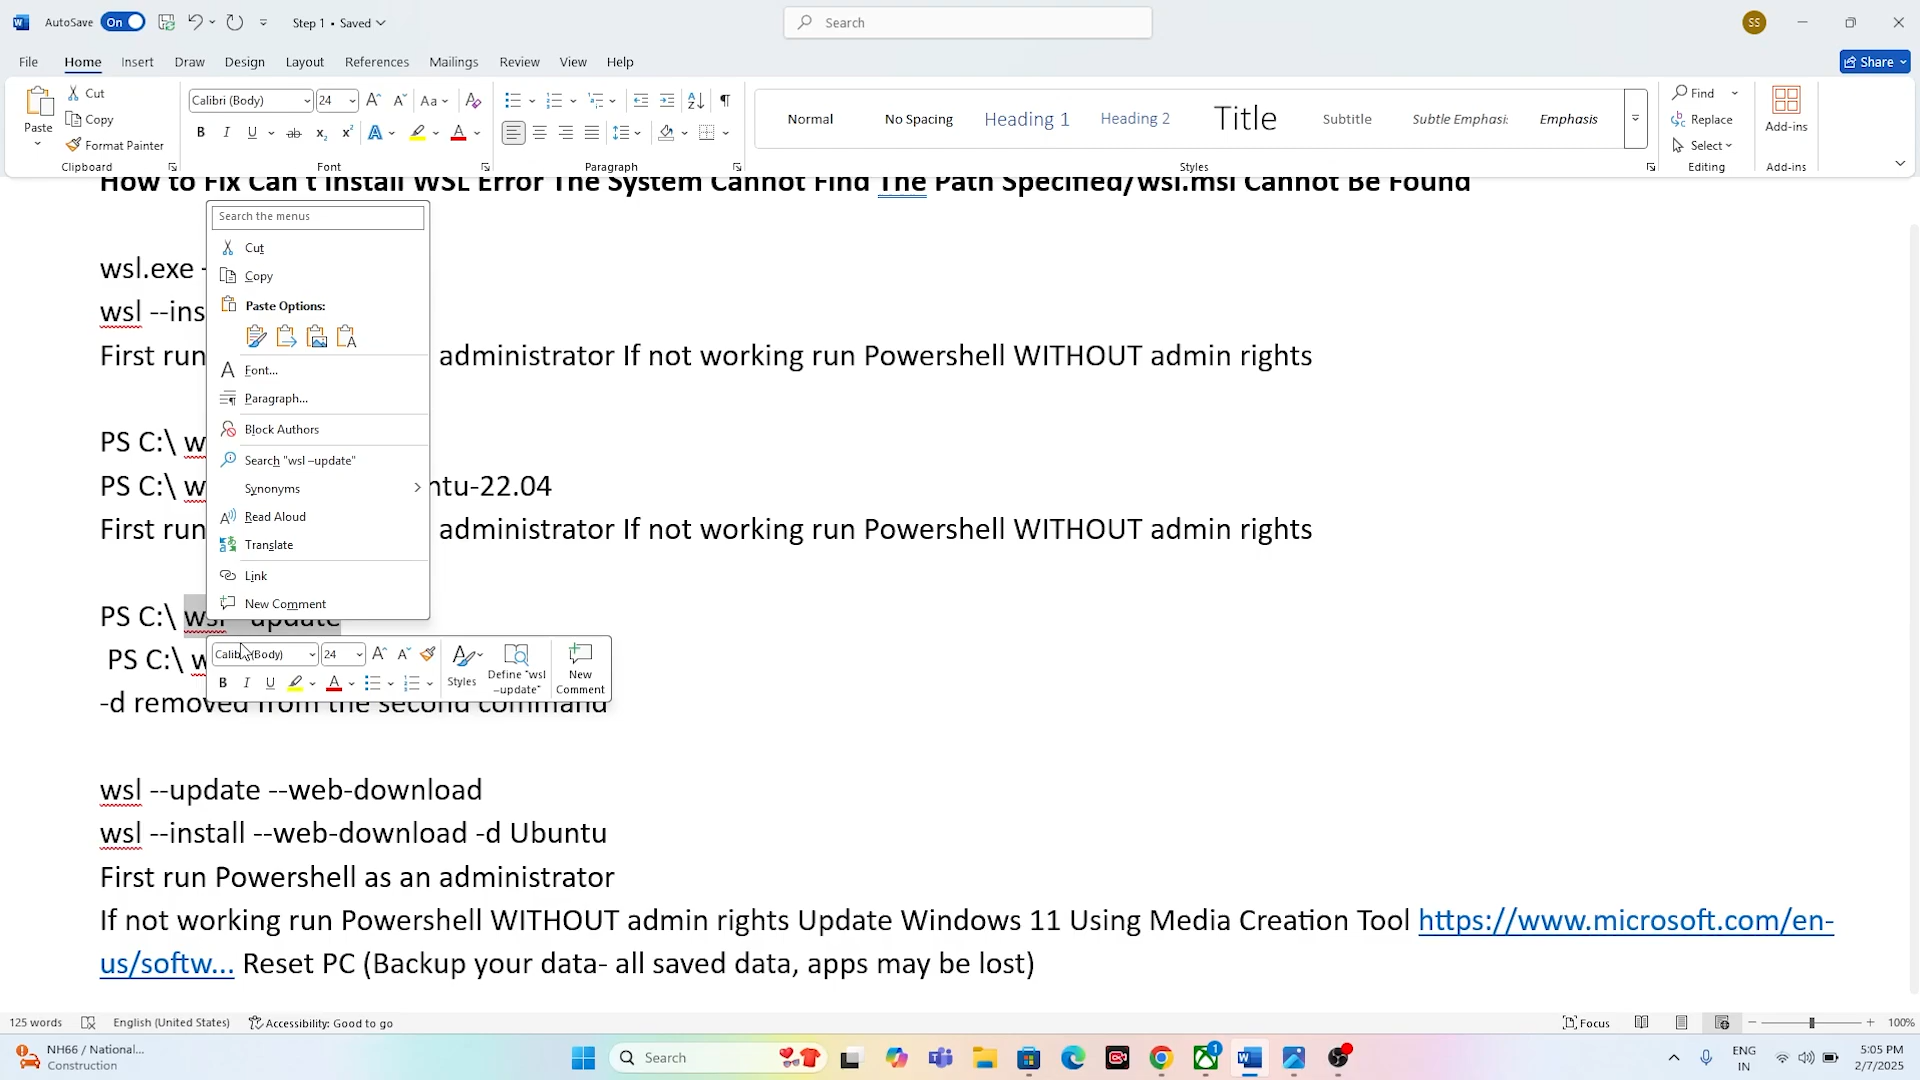 AutoSave On Step 1 • Saved Search SS
File Home Insert Draw Design Layout References Mailings Review View Help Share
Paste Cut Copy Format Painter Clipboard
Calibri (Body) 24 Font
Paragraph
Normal No Spacing Heading 1 Heading 2 Title Subtitle Subtle Emphasi: Emphasis Styles
Find Replace Select Editing
Add-ins Add-ins
How to Fix Can't Install WSL Error The System Cannot Find The Path Specified/wsl.msi Cannot Be Found
Search the menus
Cut
Copy
Paste Options:
Font...
Paragraph...
Block Authors
Search "wsl –update"
Synonyms
Read Aloud
Translate
Link
New Comment
wsl.exe -
wsl --ins
First run administrator If not working run Powershell WITHOUT admin rights
PS C:\ w
PS C:\ w ntu-22.04
First run administrator If not working run Powershell WITHOUT admin rights
PS C:\ wsl –update
PS C:\ w
-d removed from the second command
Calibri (Body) 24
Styles
Define "wsl –update"
New Comment
wsl --update --web-download
wsl --install --web-download -d Ubuntu
First run Powershell as an administrator
If not working run Powershell WITHOUT admin rights Update Windows 11 Using Media Creation Tool https://www.microsoft.com/en-
us/softw... Reset PC (Backup your data- all saved data, apps may be lost)
125 words English (United States) Accessibility: Good to go Focus 100%
NH66 / National...
Construction
Search
ENG
IN
5:05 PM
2/7/2025